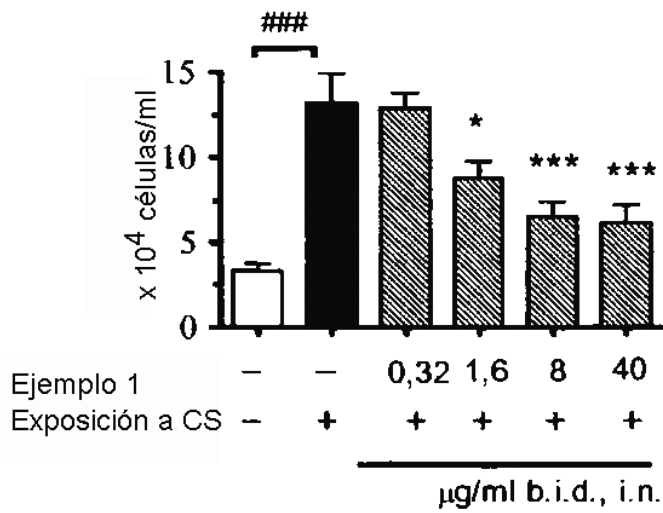 ###
15
10
5
0
x 10⁴ células/ml
* *** ***
Ejemplo 1 – – 0,32 1,6 8 40
Exposición a CS – + + + + +
µg/ml b.i.d., i.n.